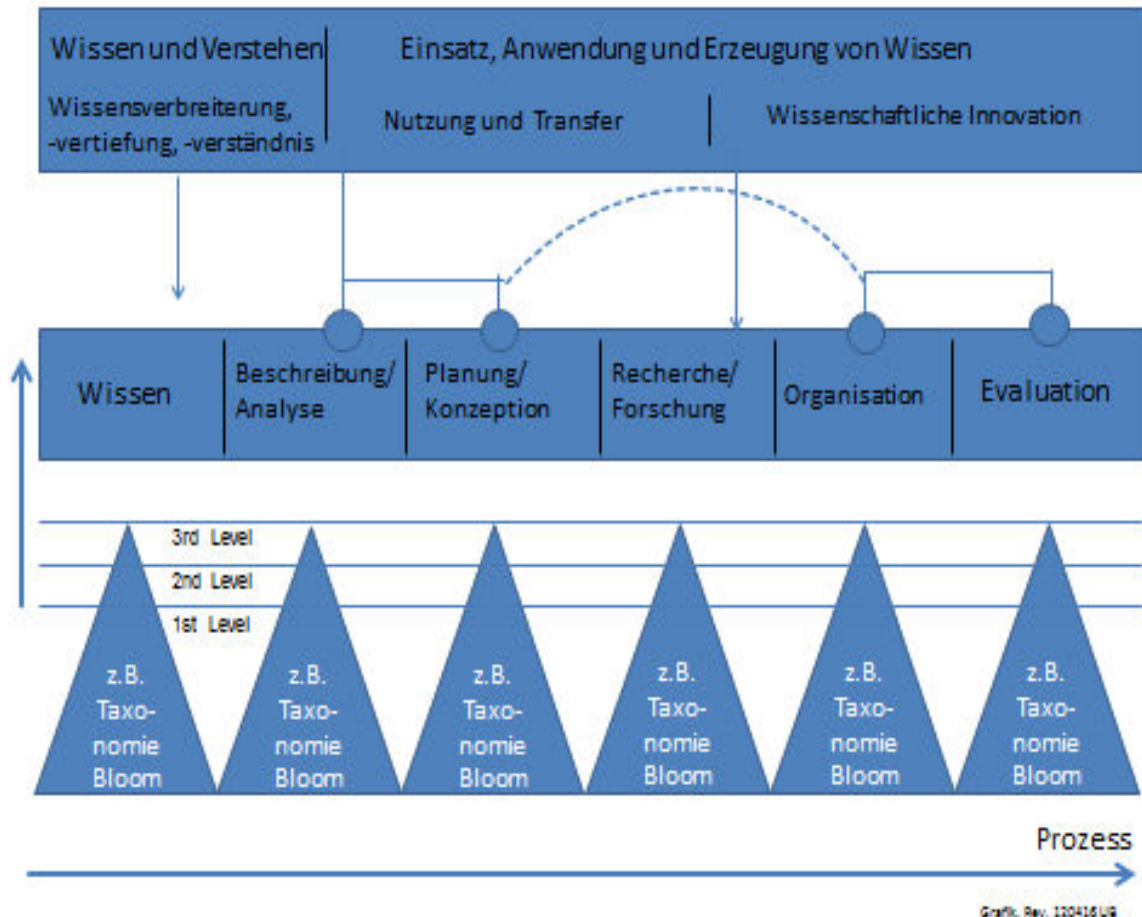 Wissen und Verstehen
Einsatz, Anwendung und Erzeugung von Wissen
Wissensverbreiterung,
-vertiefung, -verständnis
Nutzung und Transfer
Wissenschaftliche Innovation
Wissen
Beschreibung/
Analyse
Planung/
Konzeption
Recherche/
Forschung
Organisation
Evaluation
3rd Level
2nd Level
1st Level
z.B.
Taxo-
nomie
Bloom
z.B.
Taxo-
nomie
Bloom
z.B.
Taxo-
nomie
Bloom
z.B.
Taxo-
nomie
Bloom
z.B.
Taxo-
nomie
Bloom
z.B.
Taxo-
nomie
Bloom
Prozess
Grafik. Rev.